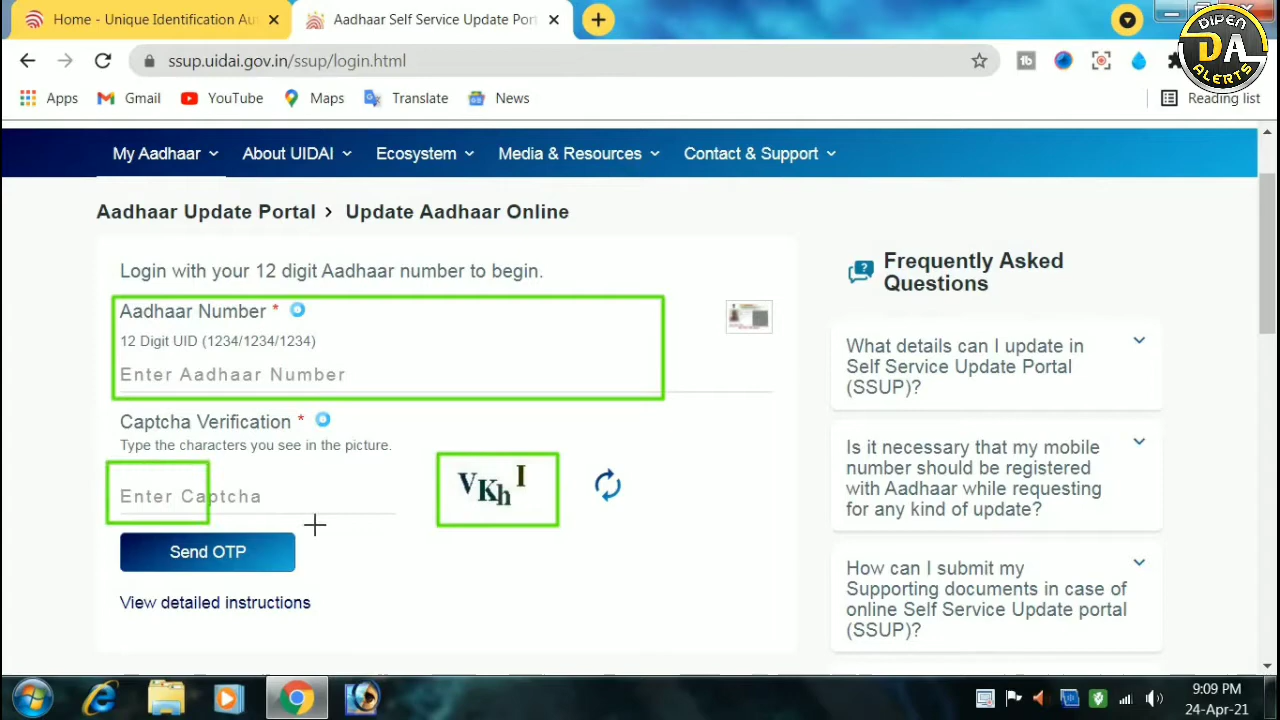 Home - Unique Identification Au
Aadhaar Self Service Update Por
DIPEN
DA
ALERTS
ssup.uidai.gov.in/ssup/login.html
Apps
Gmail
YouTube
Maps
Translate
News
Reading list
My Aadhaar
About UIDAI
Ecosystem
Media & Resources
Contact & Support
Aadhaar Update Portal › Update Aadhaar Online
Login with your 12 digit Aadhaar number to begin.
Aadhaar Number *
12 Digit UID (1234/1234/1234)
Enter Aadhaar Number
Captcha Verification *
Type the characters you see in the picture.
Enter Captcha
VKhI
Send OTP
View detailed instructions
Frequently Asked
Questions
What details can I update in
Self Service Update Portal
(SSUP)?
Is it necessary that my mobile
number should be registered
with Aadhaar while requesting
for any kind of update?
How can I submit my
Supporting documents in case of
online Self Service Update portal
(SSUP)?
9:09 PM
24-Apr-21